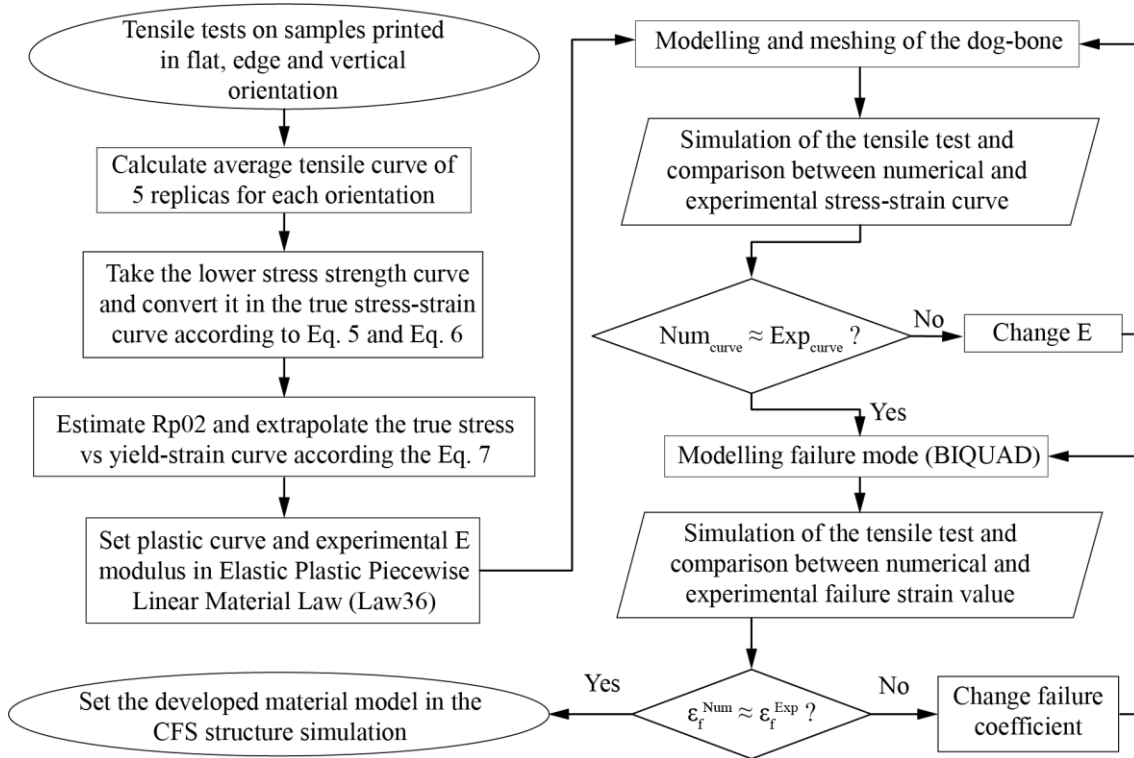 Tensile tests on samples printed
in flat, edge and vertical
orientation
Calculate average tensile curve of
5 replicas for each orientation
Take the lower stress strength curve
and convert it in the true stress-strain
curve according to Eq. 5 and Eq. 6
Estimate Rp02 and extrapolate the true stress
vs yield-strain curve according the Eq. 7
Set plastic curve and experimental E
modulus in Elastic Plastic Piecewise
Linear Material Law (Law36)
Modelling and meshing of the dog-bone
Simulation of the tensile test and
comparison between numerical and
experimental stress-strain curve
Num_curve ≈ Exp_curve ?
No
Change E
Yes
Modelling failure mode (BIQUAD)
Simulation of the tensile test and
comparison between numerical and
experimental failure strain value
ε_f^Num ≈ ε_f^Exp ?
No
Change failure
coefficient
Yes
Set the developed material model in the
CFS structure simulation